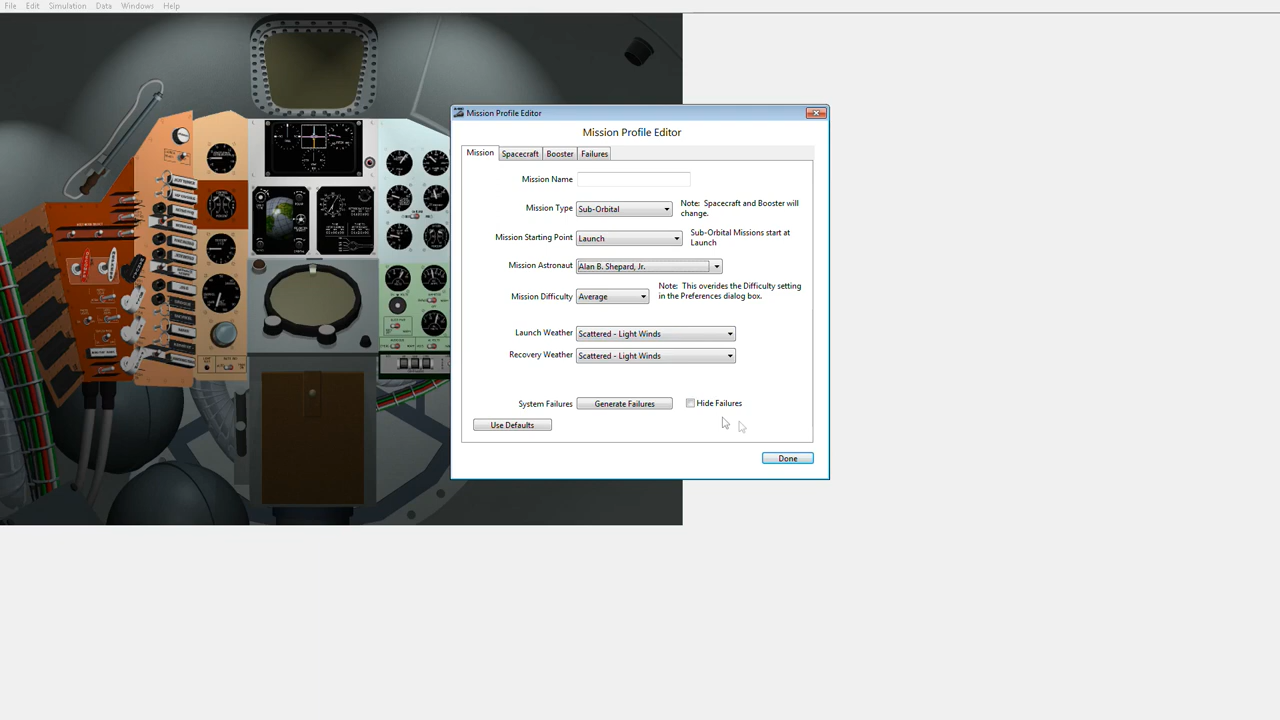 File Edit Simulation Data Windows Help
Mission Profile Editor
Mission Profile Editor
Mission Spacecraft Booster Failures
Mission Name
Mission Type Sub-Orbital
Note: Spacecraft and Booster will
change.
Mission Starting Point Launch
Sub-Orbital Missions start at
Launch
Mission Astronaut Alan B. Shepard, Jr.
Mission Difficulty Average
Note: This overrides the Difficulty setting
in the Preferences dialog box.
Launch Weather Scattered - Light Winds
Recovery Weather Scattered - Light Winds
System Failures Generate Failures Hide Failures
Use Defaults
Done